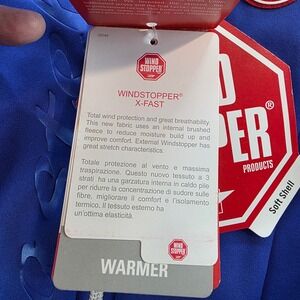 WIND
STOPPER
WINDSTOPPER®
X-FAST
Total wind protection and great breathability.
This new fabric uses an internal brushed
fleece to reduce moisture build up and
improve comfort. External Windstopper has
great stretch characteristics.
Totale protezione al vento e massima
traspirazione. Questo nuovo tessuto a 3
strati ha una garzatura interna in caldo pile
per ridurre la concentrazione di sudore sulle
fibre, migliorare il comfort e l'isolamento
termico. Il tessuto esterno ha
un'ottima elasticità.
WIND
STOPPER
WARMER
PER®
PRODUCTS
Soft Shell